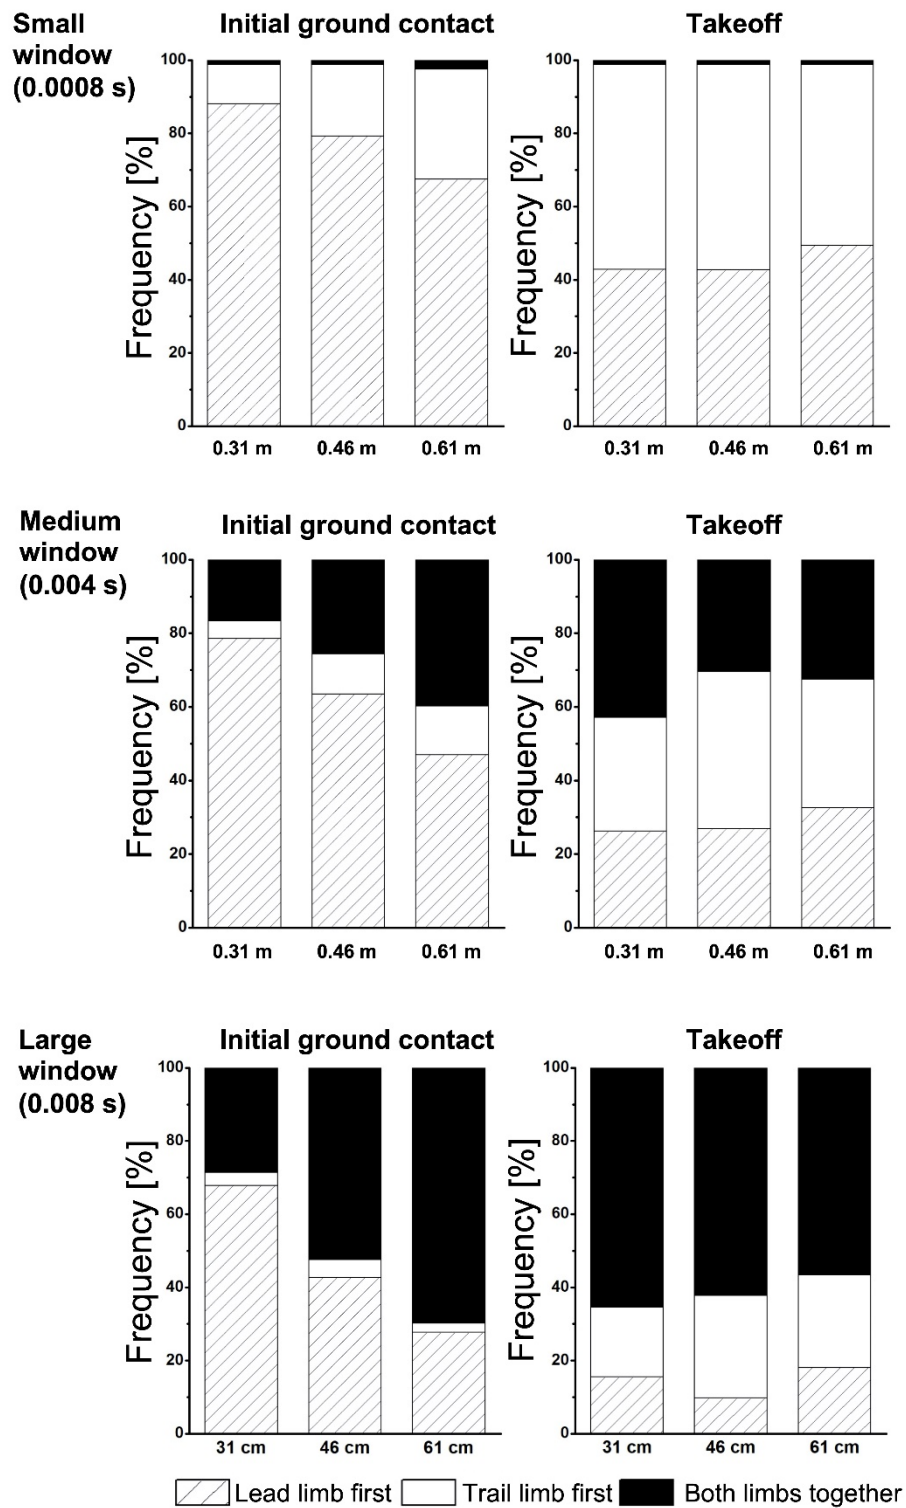 Small
window
(0.0008 s)
Initial ground contact
Takeoff
Frequency [%]
100
80
60
40
20
0
0.31 m 0.46 m 0.61 m
Frequency [%]
100
80
60
40
20
0
0.31 m 0.46 m 0.61 m
Medium
window
(0.004 s)
Initial ground contact
Takeoff
Frequency [%]
100
80
60
40
20
0
0.31 m 0.46 m 0.61 m
Frequency [%]
100
80
60
40
20
0
0.31 m 0.46 m 0.61 m
Large
window
(0.008 s)
Initial ground contact
Takeoff
Frequency [%]
100
80
60
40
20
0
31 cm 46 cm 61 cm
Frequency [%]
100
80
60
40
20
0
31 cm 46 cm 61 cm
Lead limb first Trail limb first Both limbs together